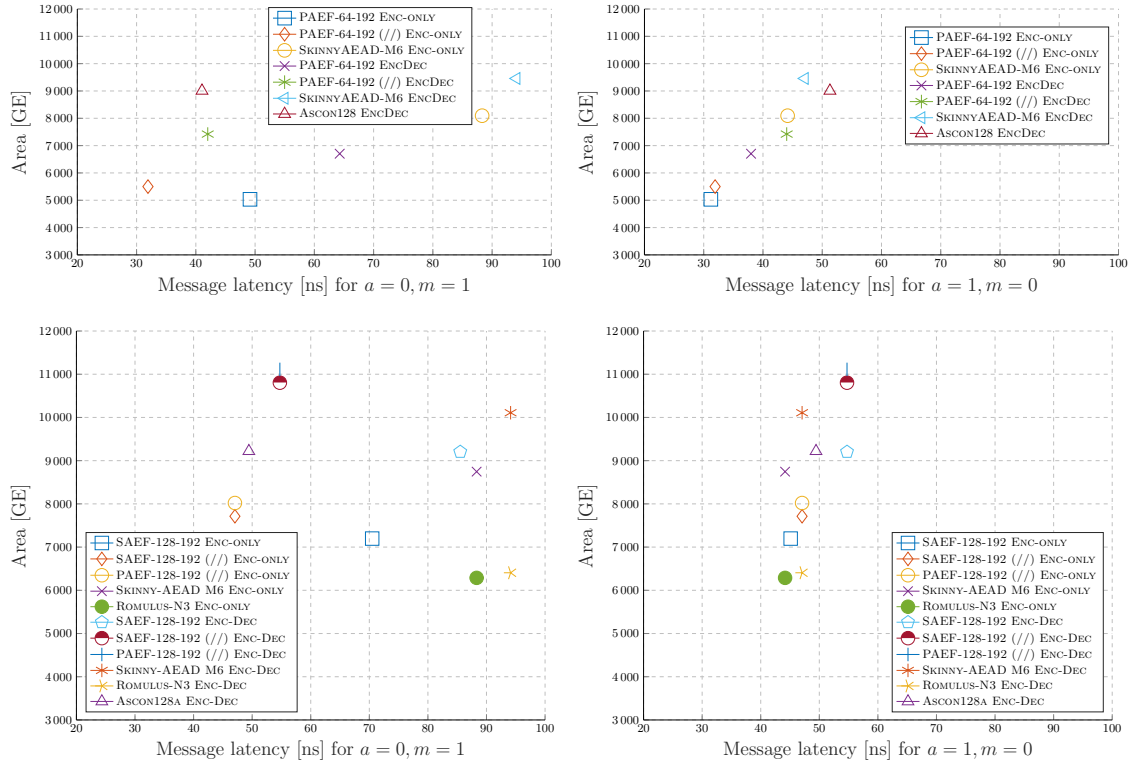 12 000
11 000
10 000
9 000
8 000
7 000
6 000
5 000
4 000
3 000
Area [GE]
PAEF-64-192 Enc-only
PAEF-64-192 (//) Enc-only
SkinnyAEAD-M6 Enc-only
PAEF-64-192 EncDec
PAEF-64-192 (//) EncDec
SkinnyAEAD-M6 EncDec
Ascon128 EncDec
20 30 40 50 60 70 80 90 100
Message latency [ns] for a = 0, m = 1
12 000
11 000
10 000
9 000
8 000
7 000
6 000
5 000
4 000
3 000
Area [GE]
PAEF-64-192 Enc-only
PAEF-64-192 (//) Enc-only
SkinnyAEAD-M6 Enc-only
PAEF-64-192 EncDec
PAEF-64-192 (//) EncDec
SkinnyAEAD-M6 EncDec
Ascon128 EncDec
20 30 40 50 60 70 80 90 100
Message latency [ns] for a = 1, m = 0
12 000
11 000
10 000
9 000
8 000
7 000
6 000
5 000
4 000
3 000
Area [GE]
SAEF-128-192 Enc-only
SAEF-128-192 (//) Enc-only
PAEF-128-192 (//) Enc-only
Skinny-AEAD M6 Enc-only
Romulus-N3 Enc-only
SAEF-128-192 Enc-Dec
SAEF-128-192 (//) Enc-Dec
PAEF-128-192 (//) Enc-Dec
Skinny-AEAD M6 Enc-Dec
Romulus-N3 Enc-Dec
Ascon128a Enc-Dec
20 30 40 50 60 70 80 90 100
Message latency [ns] for a = 0, m = 1
12 000
11 000
10 000
9 000
8 000
7 000
6 000
5 000
4 000
3 000
Area [GE]
SAEF-128-192 Enc-only
SAEF-128-192 (//) Enc-only
PAEF-128-192 (//) Enc-only
Skinny-AEAD M6 Enc-only
Romulus-N3 Enc-only
SAEF-128-192 Enc-Dec
SAEF-128-192 (//) Enc-Dec
PAEF-128-192 (//) Enc-Dec
Skinny-AEAD M6 Enc-Dec
Romulus-N3 Enc-Dec
Ascon128a Enc-Dec
20 30 40 50 60 70 80 90 100
Message latency [ns] for a = 1, m = 0